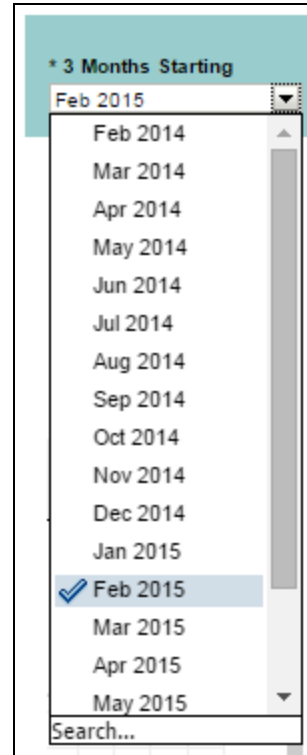 * 3 Months Starting
Feb 2015
Feb 2014
Mar 2014
Apr 2014
May 2014
Jun 2014
Jul 2014
Aug 2014
Sep 2014
Oct 2014
Nov 2014
Dec 2014
Jan 2015
Feb 2015
Mar 2015
Apr 2015
May 2015
Search...